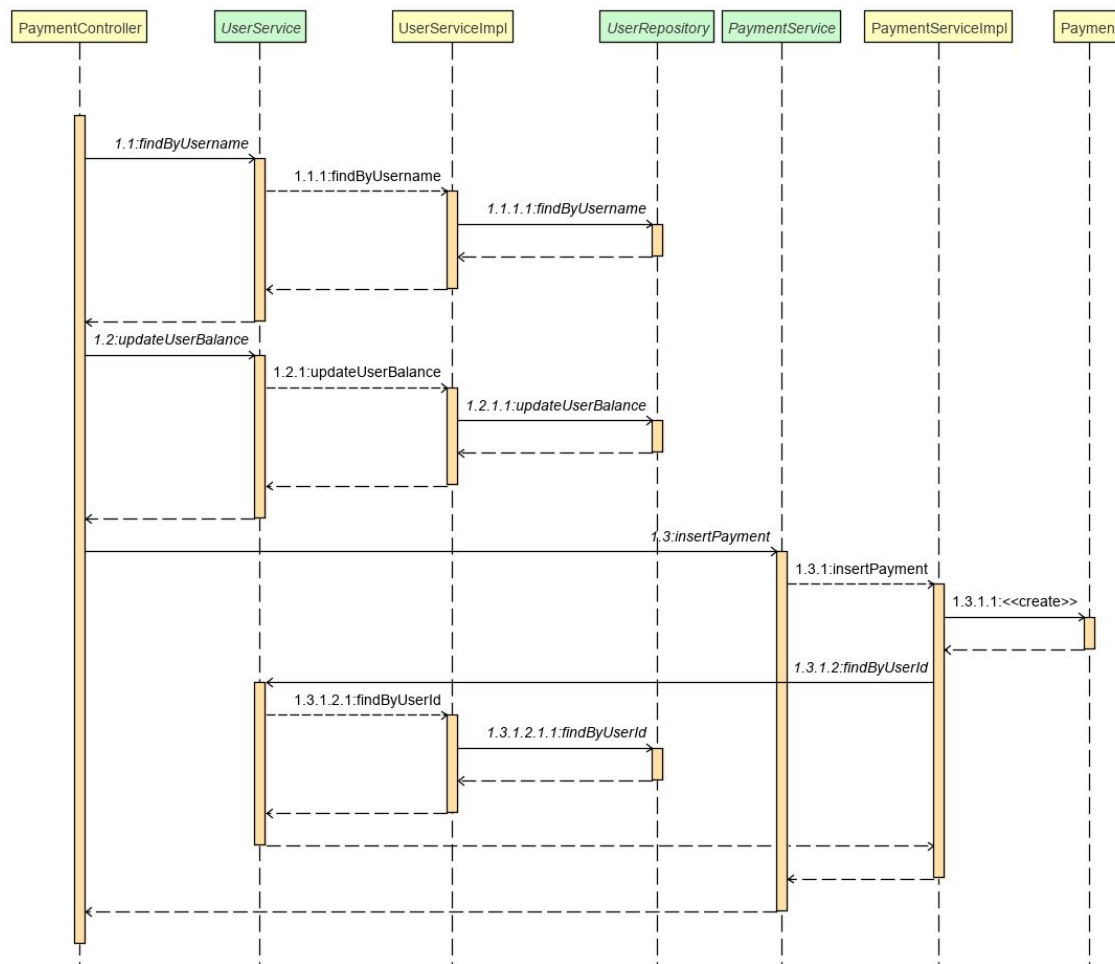 PaymentController
UserService
UserServiceImpl
UserRepository
PaymentService
PaymentServiceImpl
Payment
1.1:findByUsername
1.1.1:findByUsername
1.1.1.1:findByUsername
1.2:updateUserBalance
1.2.1:updateUserBalance
1.2.1.1:updateUserBalance
1.3:insertPayment
1.3.1:insertPayment
1.3.1.1:<<create>>
1.3.1.2:findByUserId
1.3.1.2.1:findByUserId
1.3.1.2.1.1:findByUserId